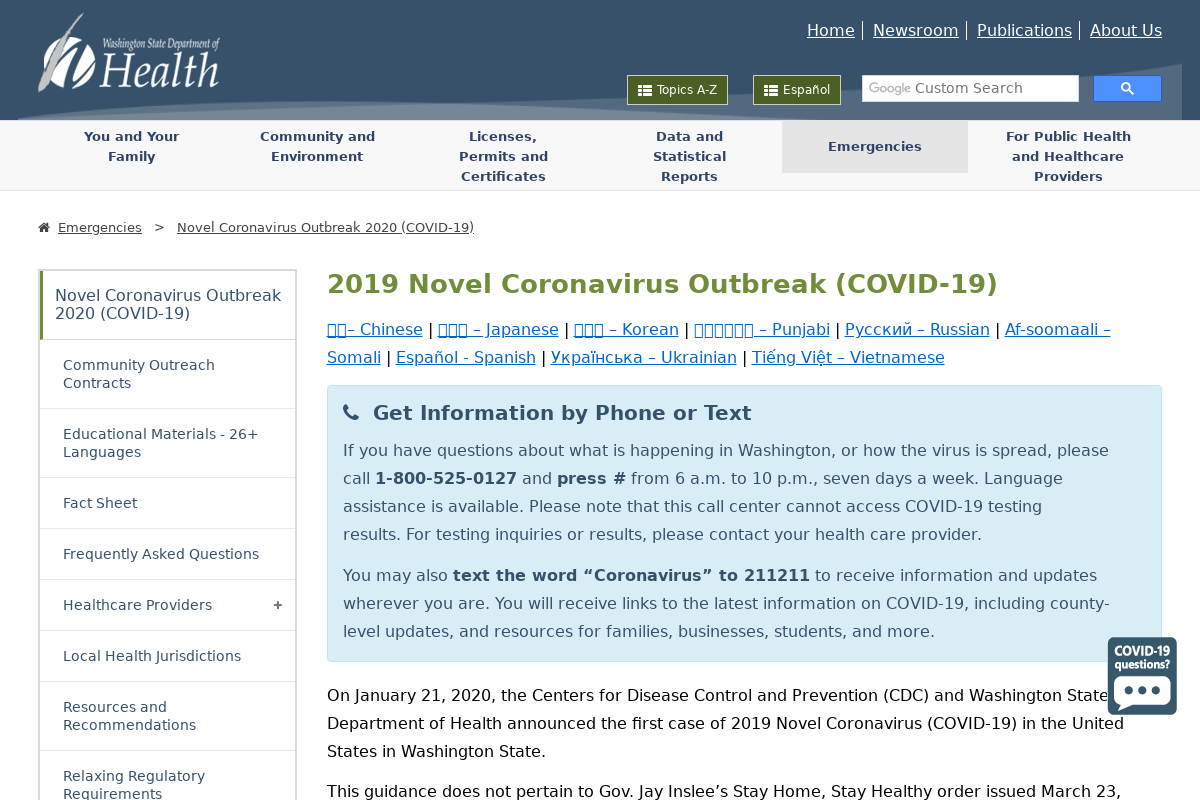 Washington State Department of
Health
Home
Newsroom
Publications
About Us
Topics A-Z
Español
Google Custom Search
You and Your
Family
Community and
Environment
Licenses,
Permits and
Certificates
Data and
Statistical
Reports
Emergencies
For Public Health
and Healthcare
Providers
Emergencies > Novel Coronavirus Outbreak 2020 (COVID-19)
Novel Coronavirus Outbreak
2020 (COVID-19)
Community Outreach
Contracts
Educational Materials - 26+
Languages
Fact Sheet
Frequently Asked Questions
Healthcare Providers +
Local Health Jurisdictions
Resources and
Recommendations
Relaxing Regulatory
Requirements
2019 Novel Coronavirus Outbreak (COVID-19)
– Chinese | – Japanese | – Korean | – Punjabi | Русский – Russian | Af-soomaali –
Somali | Español - Spanish | Українська – Ukrainian | Tiếng Việt – Vietnamese
Get Information by Phone or Text
If you have questions about what is happening in Washington, or how the virus is spread, please
call 1-800-525-0127 and press # from 6 a.m. to 10 p.m., seven days a week. Language
assistance is available. Please note that this call center cannot access COVID-19 testing
results. For testing inquiries or results, please contact your health care provider.
You may also text the word “Coronavirus” to 211211 to receive information and updates
wherever you are. You will receive links to the latest information on COVID-19, including county-
level updates, and resources for families, businesses, students, and more.
COVID-19
questions?
On January 21, 2020, the Centers for Disease Control and Prevention (CDC) and Washington State
Department of Health announced the first case of 2019 Novel Coronavirus (COVID-19) in the United
States in Washington State.
This guidance does not pertain to Gov. Jay Inslee’s Stay Home, Stay Healthy order issued March 23,